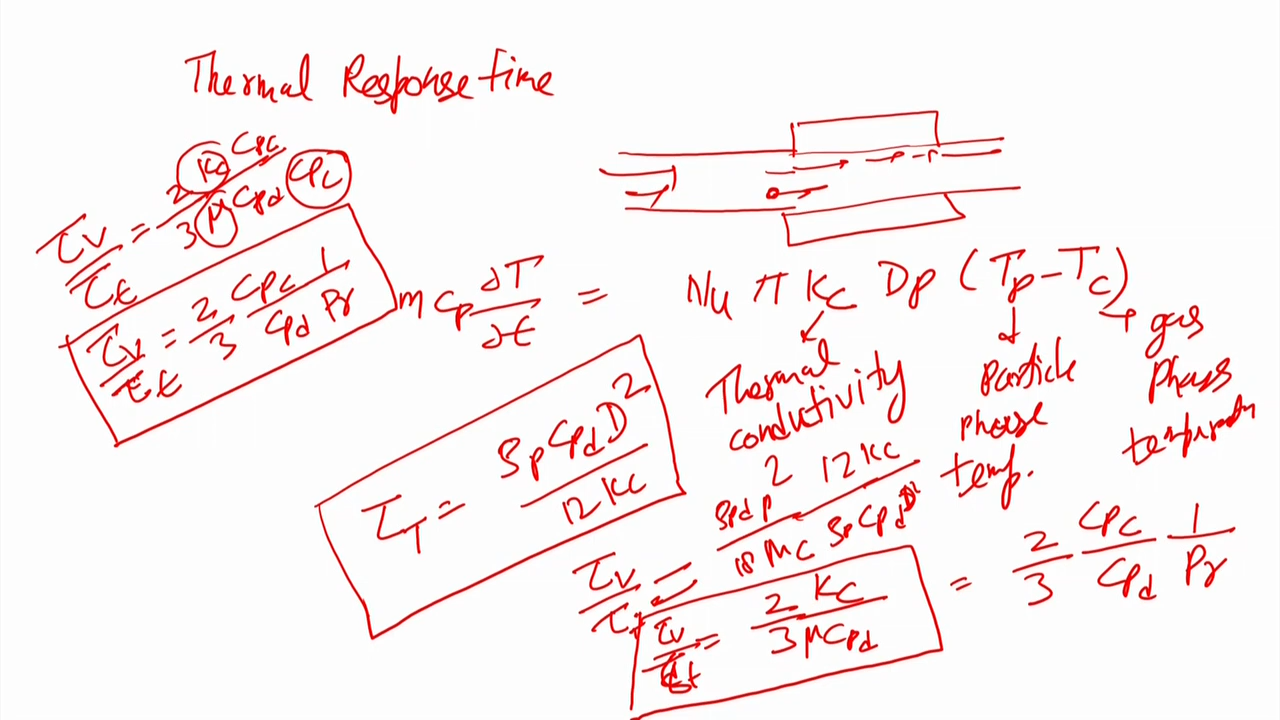 Thermal Response time
τv/τt = 2 Kc Cpc / 3 μ Cpd Cpc
τv/τt = 2/3 Cpc/Cpd 1/Pr
m Cp dT/dt = Nu π Kc Dp (Tp - Tc)
Thermal conductivity
Particle phase temp.
gas phase
τT = ρp Cpd D² / 12 Kc
τv/τt = ρp dp² 12 Kc / 18 μc ρp Cpd D² 
τv/τt = 2 Kc / 3 μ Cpd = 2/3 Cpc/Cpd 1/Pr